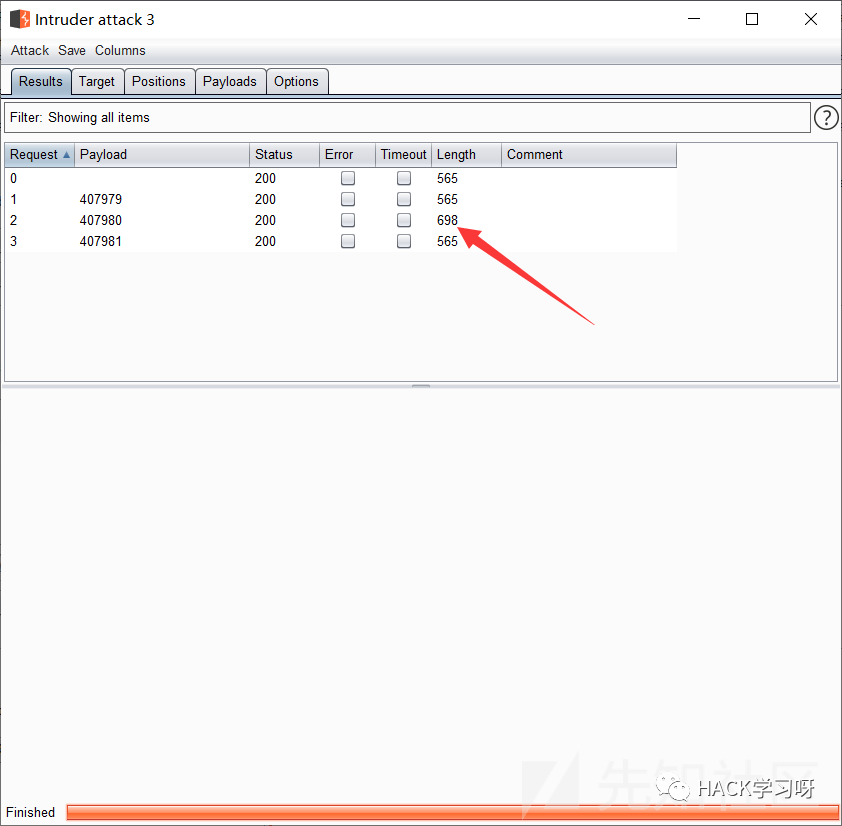 Intruder attack 3
Attack Save Columns
Results Target Positions Payloads Options
Filter: Showing all items ?
Request Payload Status Error Timeout Length Comment
0 200 565
1 407979 200 565
2 407980 200 698
3 407981 200 565
先知社区
HACK学习呀
Finished